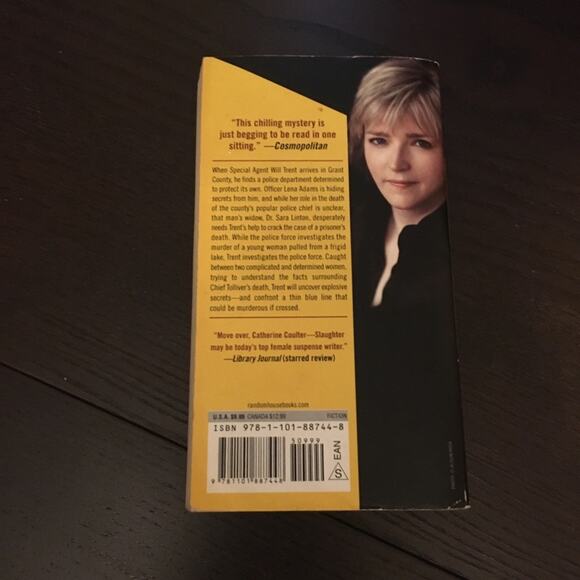 "This chilling mystery is
just begging to be read in one
sitting." —Cosmopolitan
When Special Agent Will Trent arrives in Grant
County, he finds a police department determined
to protect its own. Officer Lena Adams is hiding
secrets from him, and while her role in the death
of the county's popular police chief is unclear,
that man's widow, Dr. Sara Linton, desperately
needs Trent's help to crack the case of a prisoner's
death. While the police force investigates the
murder of a young woman pulled from a frigid
lake, Trent investigates the police force. Caught
between two complicated and determined women,
trying to understand the facts surrounding
Chief Tolliver's death, Trent will uncover explosive
secrets—and confront a thin blue line that
could be murderous if crossed.
"Move over, Catherine Coulter—Slaughter
may be today's top female suspense writer."
—Library Journal (starred review)
randomhousebooks.com
U.S.A. $9.99 CANADA $12.99 FICTION
ISBN 978-1-101-88744-8
50999
9 781101 887448
S EAN